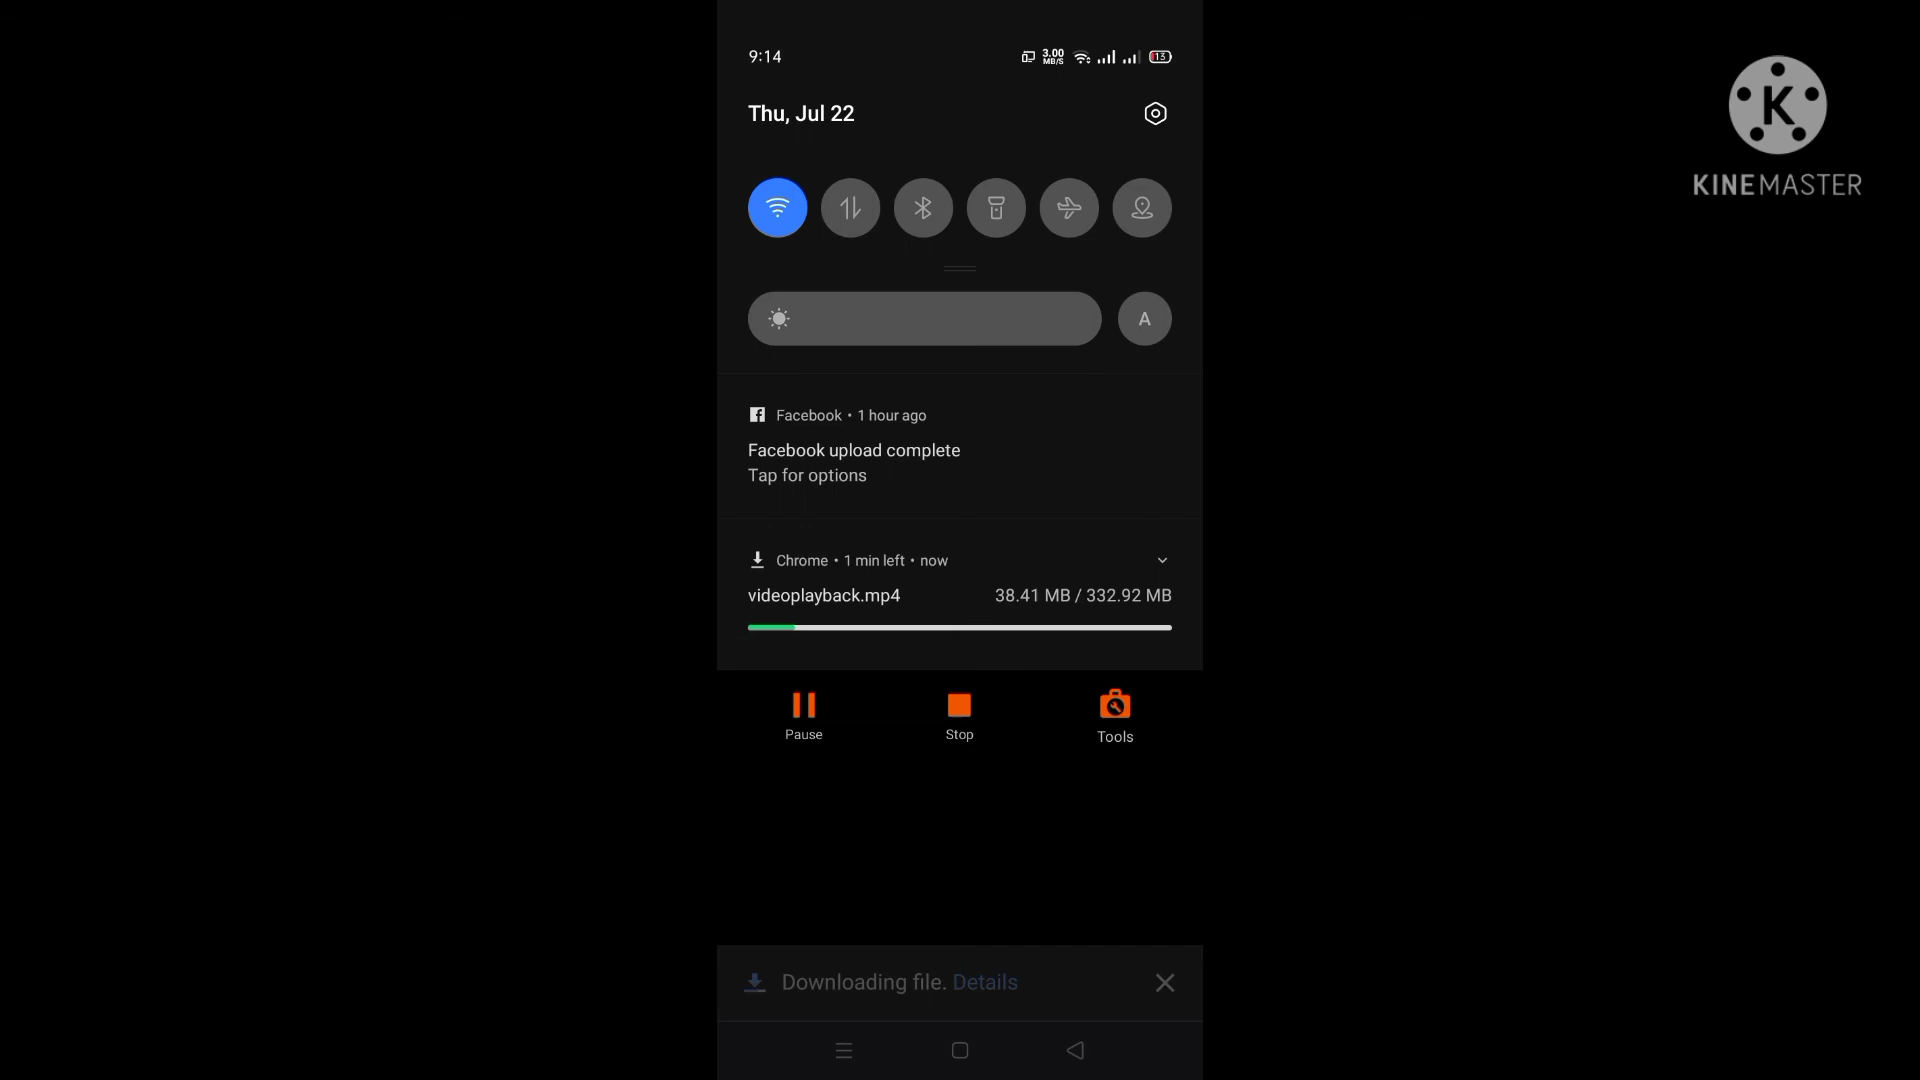 9:14
3.00
MB/S
13
Thu, Jul 22
K
KINEMASTER
A
Facebook • 1 hour ago
Facebook upload complete
Tap for options
Chrome • 1 min left • now
videoplayback.mp4 38.41 MB / 332.92 MB
Pause Stop Tools
Downloading file. Details